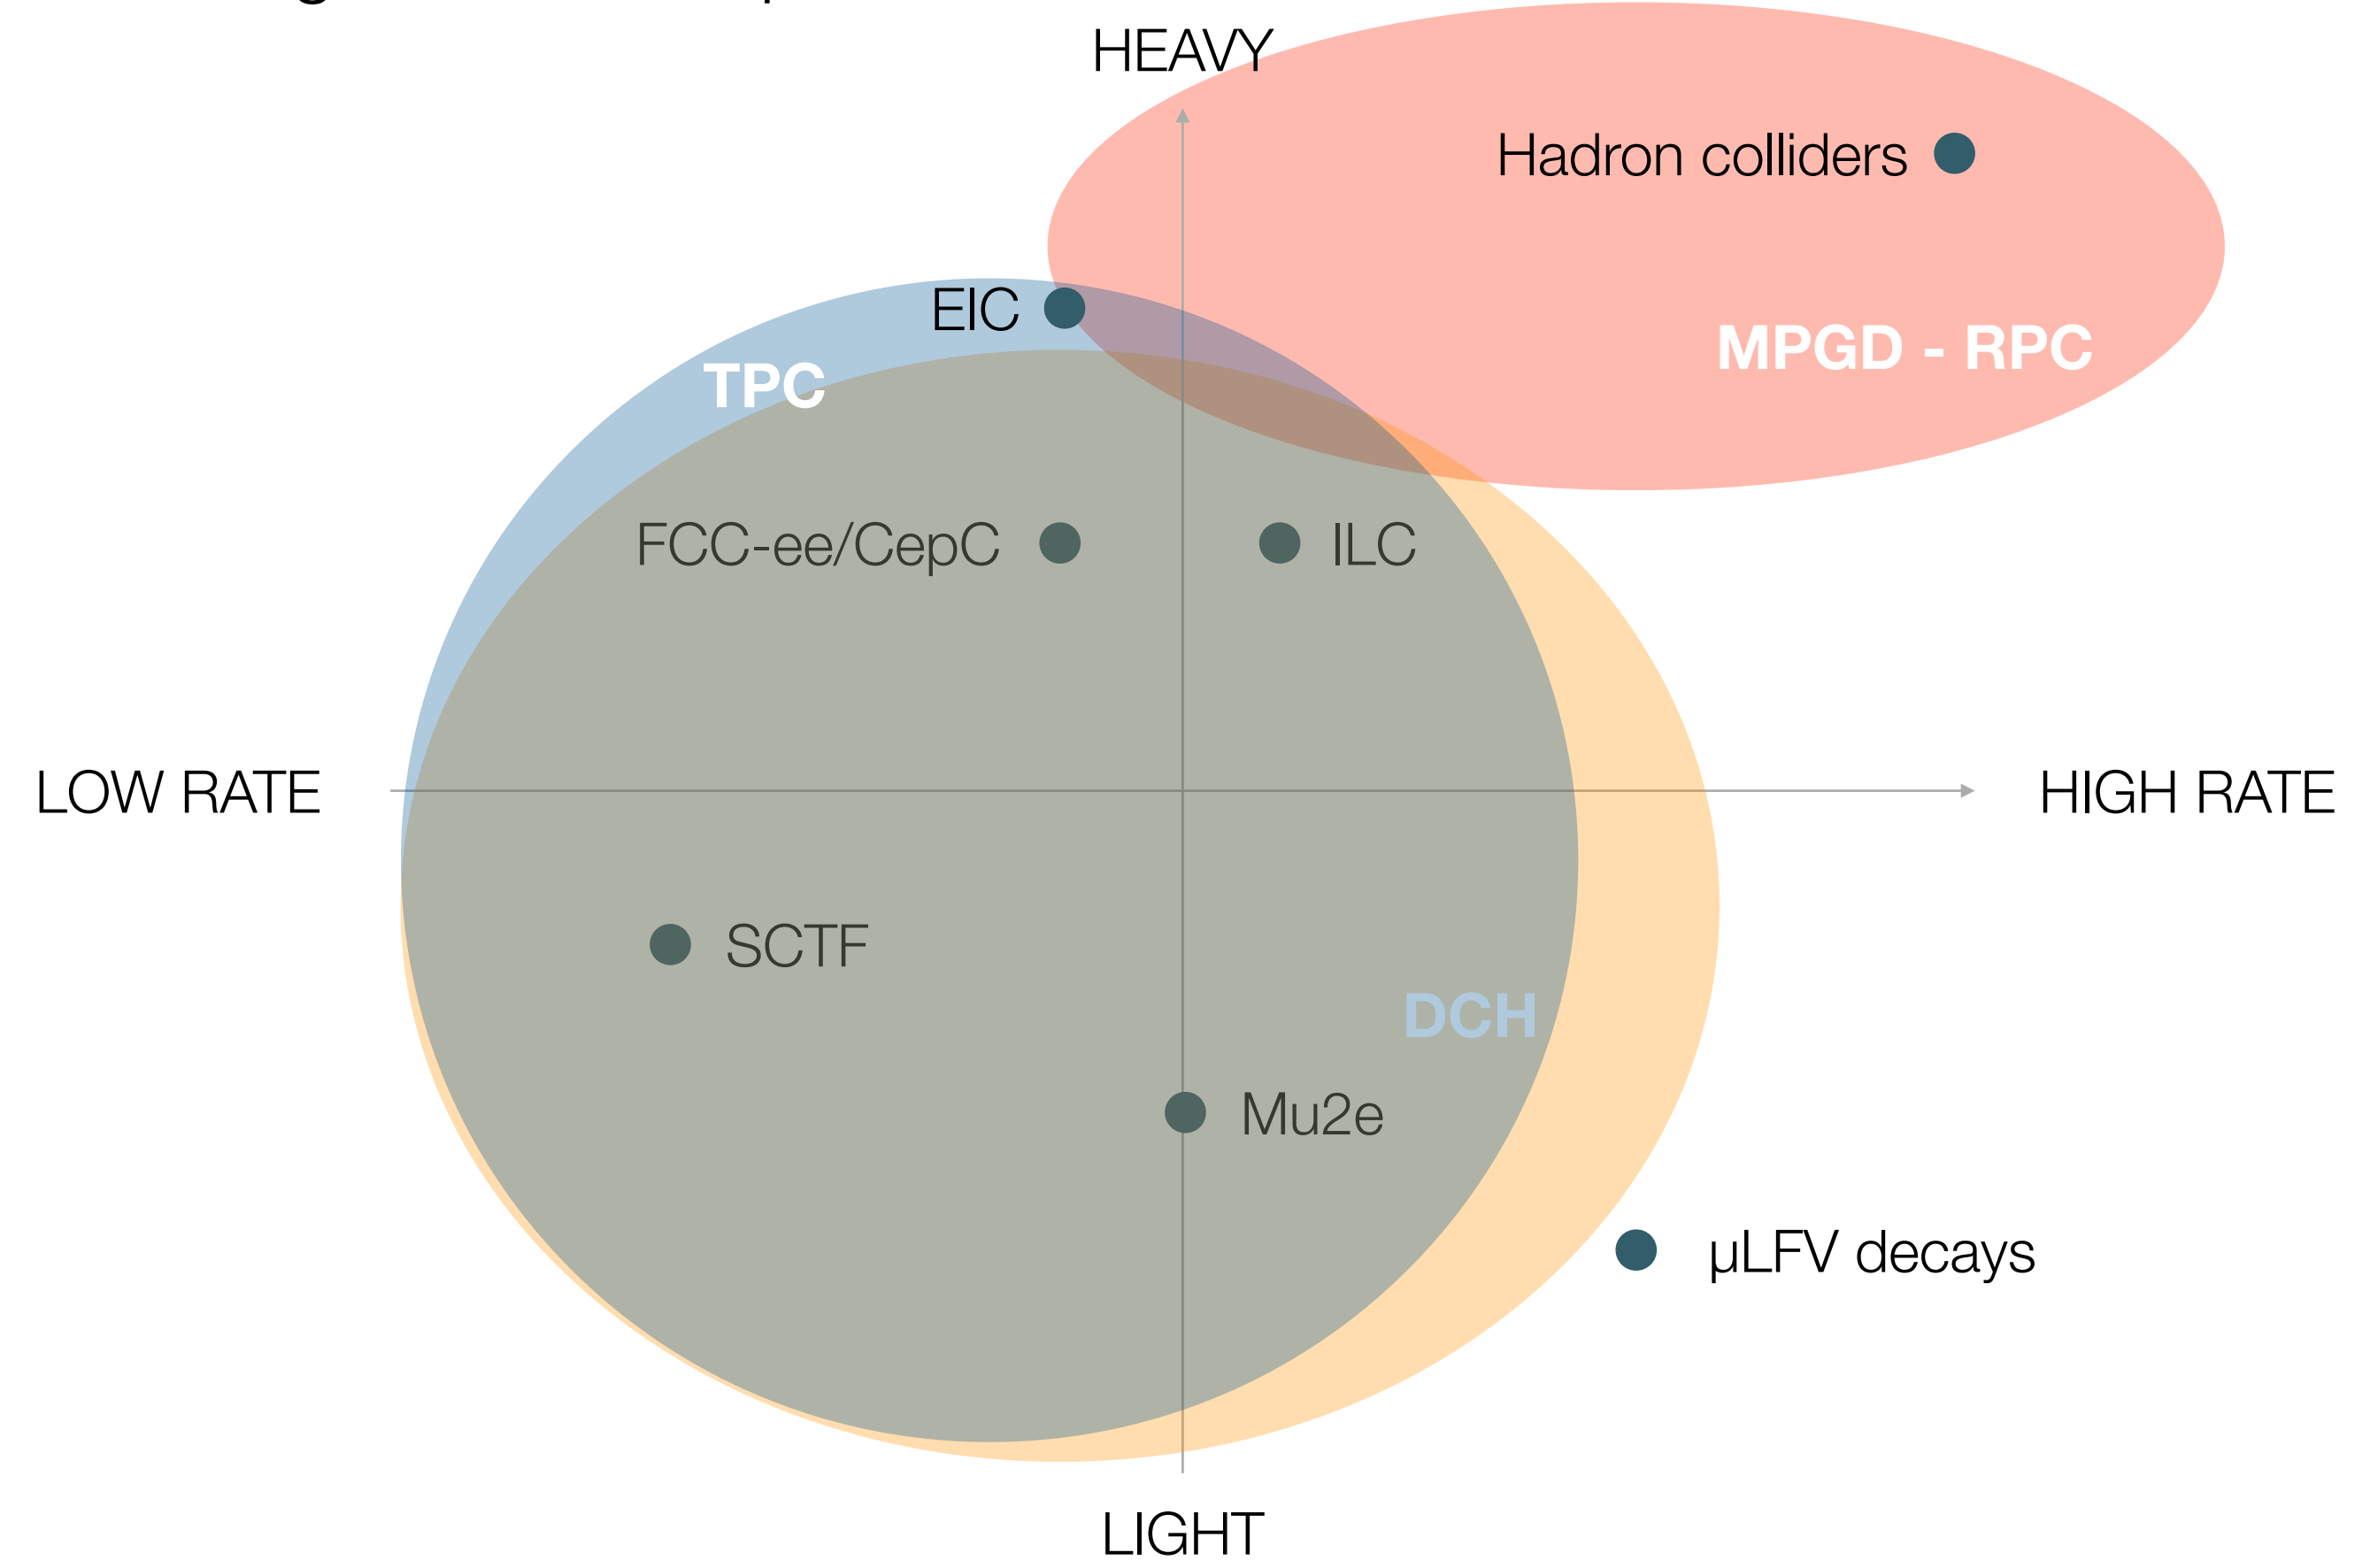 HEAVY
Hadron colliders
EIC
MPGD - RPC
TPC
FCC-ee/CepC
ILC
LOW RATE
HIGH RATE
SCTF
DCH
Mu2e
µLFV decays
LIGHT